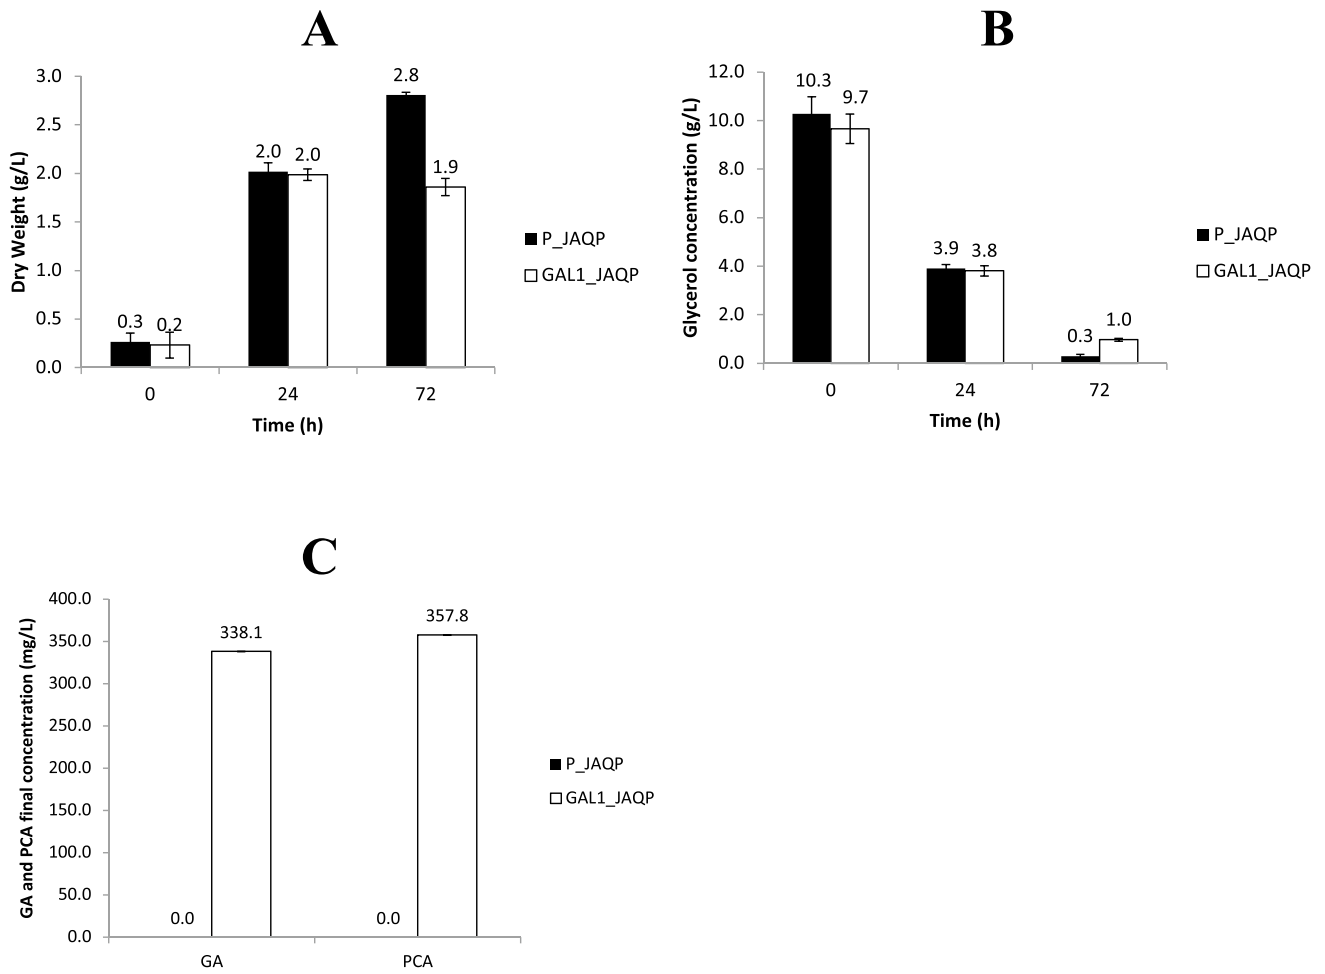 A
3.0
2.5
2.0
1.5
1.0
0.5
0.0
Dry Weight (g/L)
0.3
0.2
2.0
2.0
2.8
1.9
0
24
72
Time (h)
P_JAQP
GAL1_JAQP
B
12.0
10.0
8.0
6.0
4.0
2.0
0.0
Glycerol concentration (g/L)
10.3
9.7
3.9
3.8
0.3
1.0
0
24
72
Time (h)
P_JAQP
GAL1_JAQP
C
400.0
350.0
300.0
250.0
200.0
150.0
100.0
50.0
0.0
GA and PCA final concentration (mg/L)
0.0
338.1
0.0
357.8
GA
PCA
P_JAQP
GAL1_JAQP